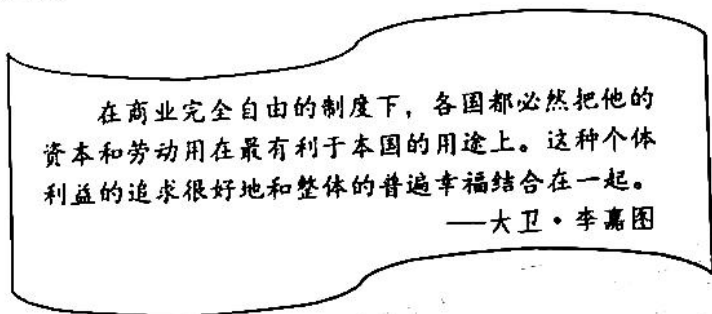 在商业完全自由的制度下，各国都必然把他的
资本和劳动用在最有利于本国的用途上。这种个体
利益的追求很好地和整体的普遍幸福结合在一起。
——大卫·李嘉图